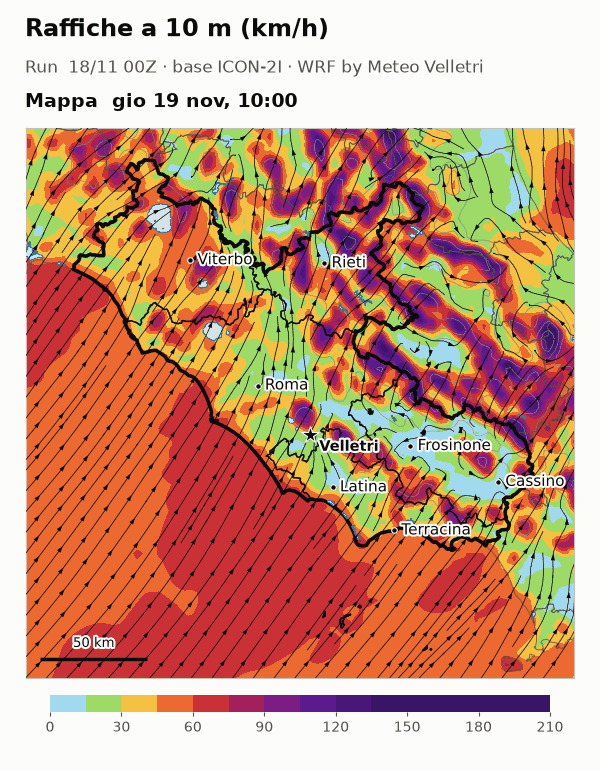 Raffiche a 10 m (km/h)
Run 18/11 00Z · base ICON-2I · WRF by Meteo Velletri
Mappa gio 19 nov, 10:00
Viterbo
Rieti
Roma
Velletri
Frosinone
Latina
Cassino
Terracina
50 km
0 30 60 90 120 150 180 210